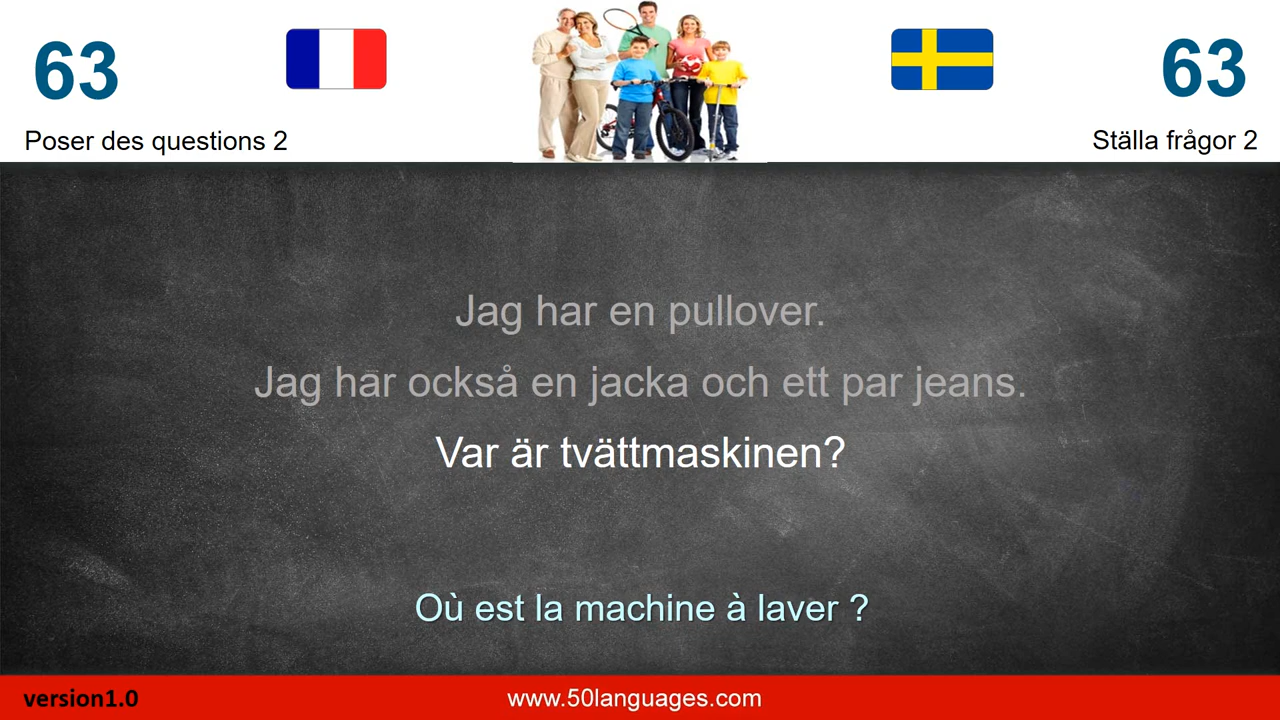 63
63
Poser des questions 2
Ställa frågor 2
Jag har en pullover.
Jag har också en jacka och ett par jeans.
Var är tvättmaskinen?
Où est la machine à laver ?
version1.0
www.50languages.com